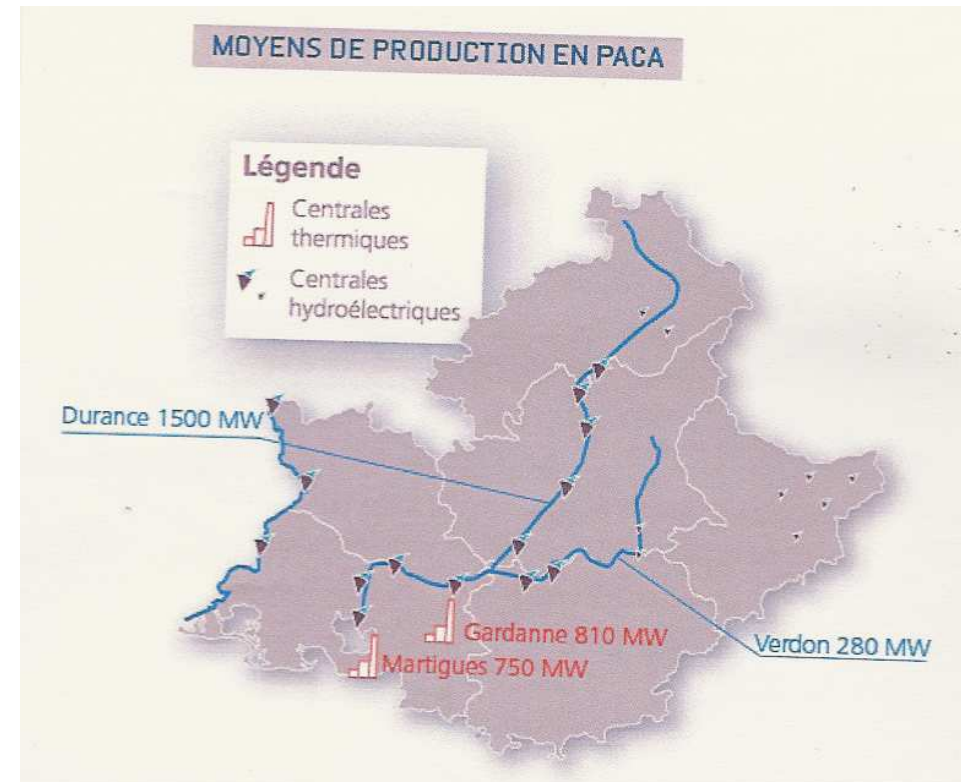 MOYENS DE PRODUCTION EN PACA
Légende
Centrales
thermiques
Centrales
hydroélectriques
Durance 1500 MW
Gardanne 810 MW
Martigues 750 MW
Verdon 280 MW